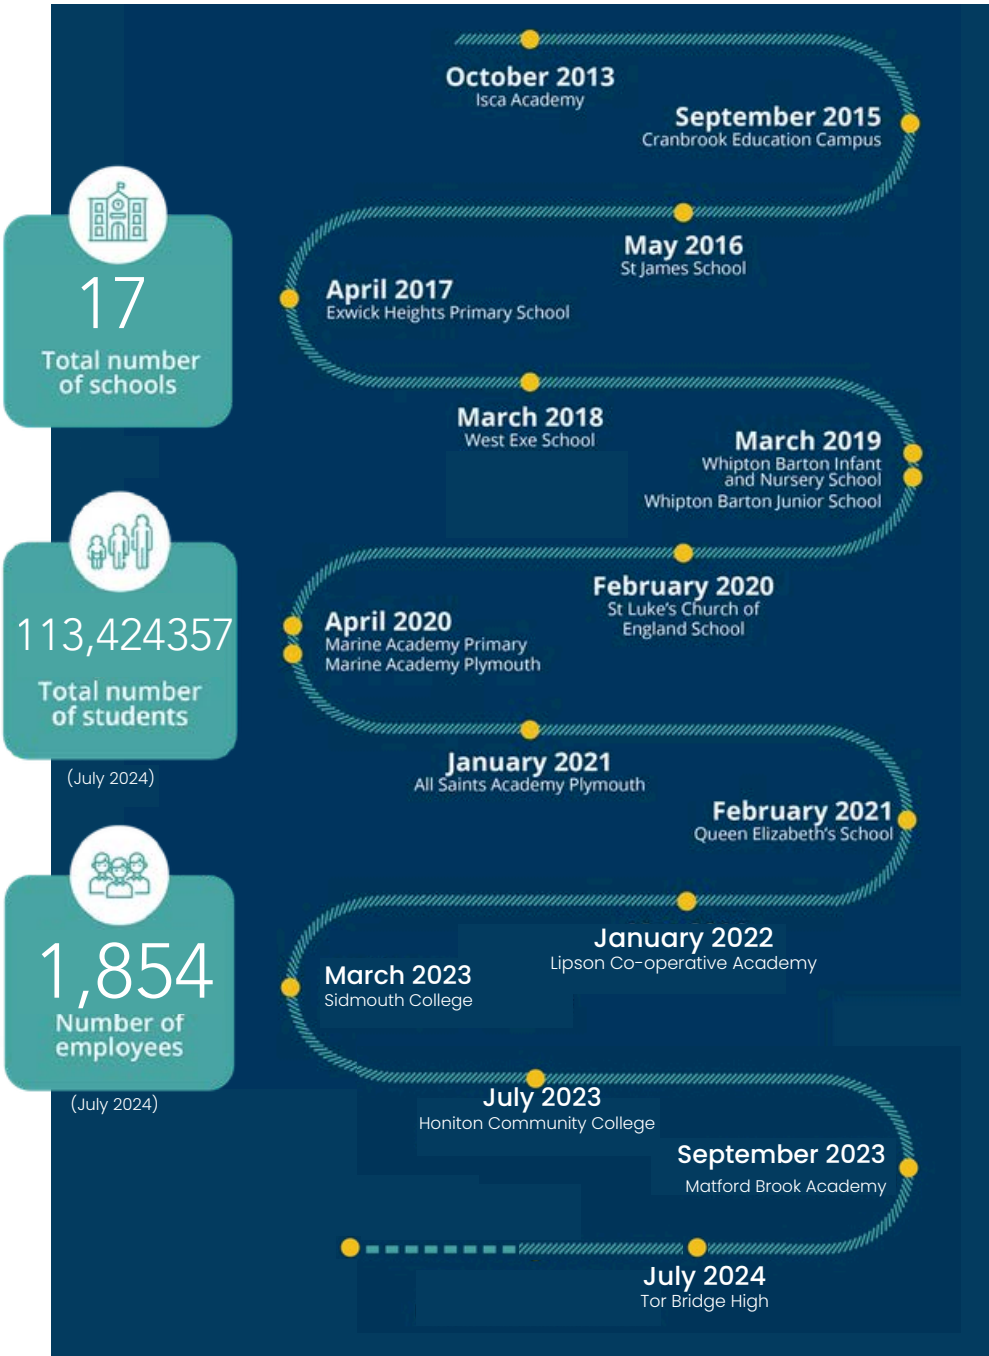 October 2013
Isca Academy
September 2015
Cranbrook Education Campus
May 2016
St James School
April 2017
Exwick Heights Primary School
17
Total number
of schools
March 2018
West Exe School
March 2019
Whipton Barton Infant
and Nursery School
Whipton Barton Junior School
February 2020
St Luke's Church of
England School
April 2020
Marine Academy Primary
Marine Academy Plymouth
113,424357
Total number
of students
(July 2024)
January 2021
All Saints Academy Plymouth
February 2021
Queen Elizabeth's School
January 2022
Lipson Co-operative Academy
March 2023
Sidmouth College
1,854
Number of
employees
(July 2024)
July 2023
Honiton Community College
September 2023
Matford Brook Academy
July 2024
Tor Bridge High